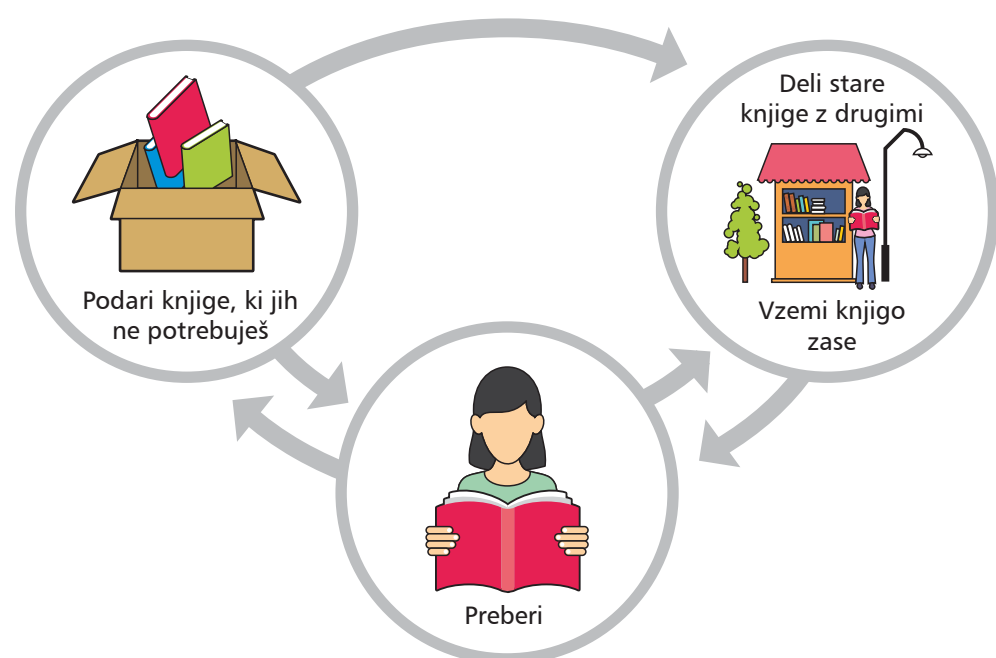 Podari knjige, ki jih
ne potrebuješ
Deli stare
knjige z drugimi
Vzemi knjigo
zase
Preberi